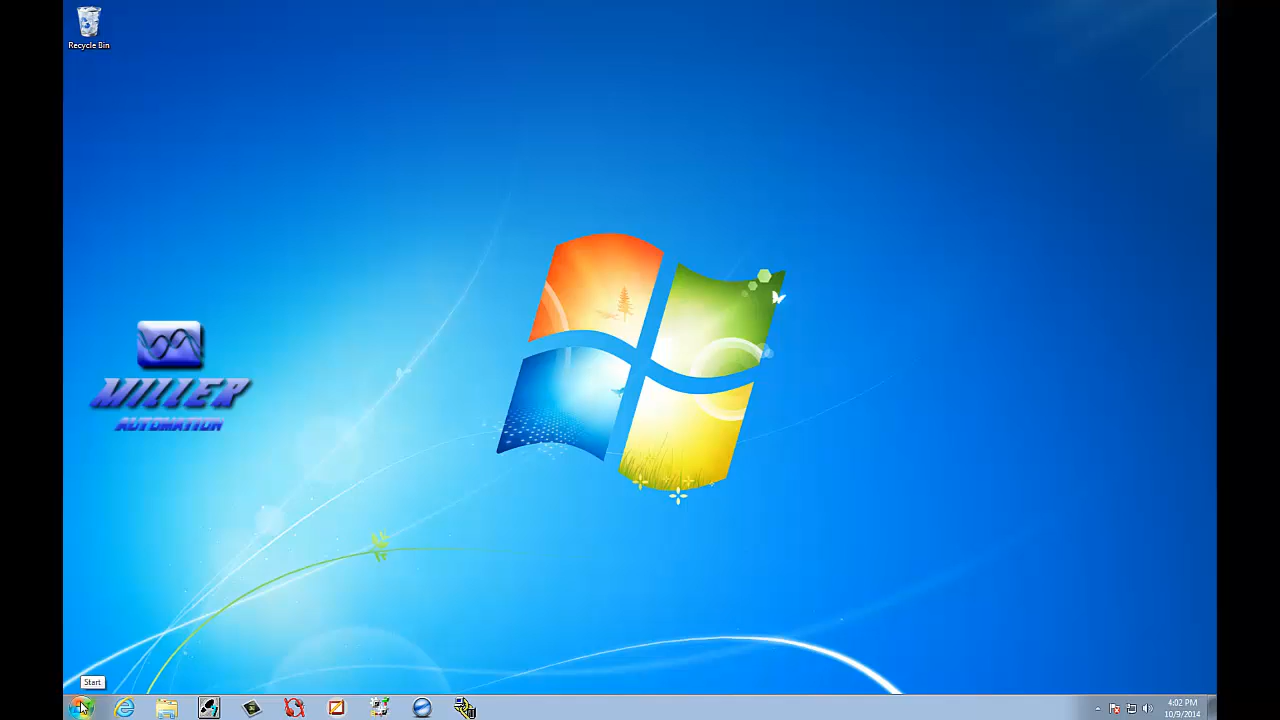 Recycle Bin
MILLER
AUTOMATION
Start
4:02 PM
10/9/2014